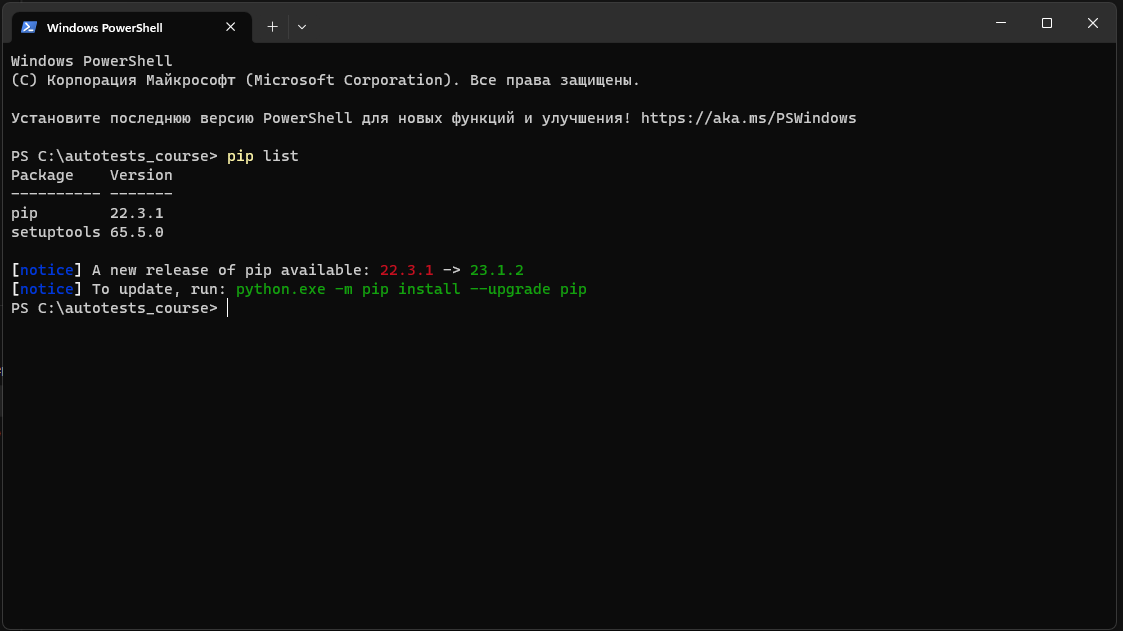 Windows PowerShell
Windows PowerShell
(C) Корпорация Майкрософт (Microsoft Corporation). Все права защищены.
Установите последнюю версию PowerShell для новых функций и улучшения! https://aka.ms/PSWindows
PS C:\autotests_course> pip list
Package    Version
---------- -------
pip        22.3.1
setuptools 65.5.0
[notice] A new release of pip available: 22.3.1 -> 23.1.2
[notice] To update, run: python.exe -m pip install --upgrade pip
PS C:\autotests_course>